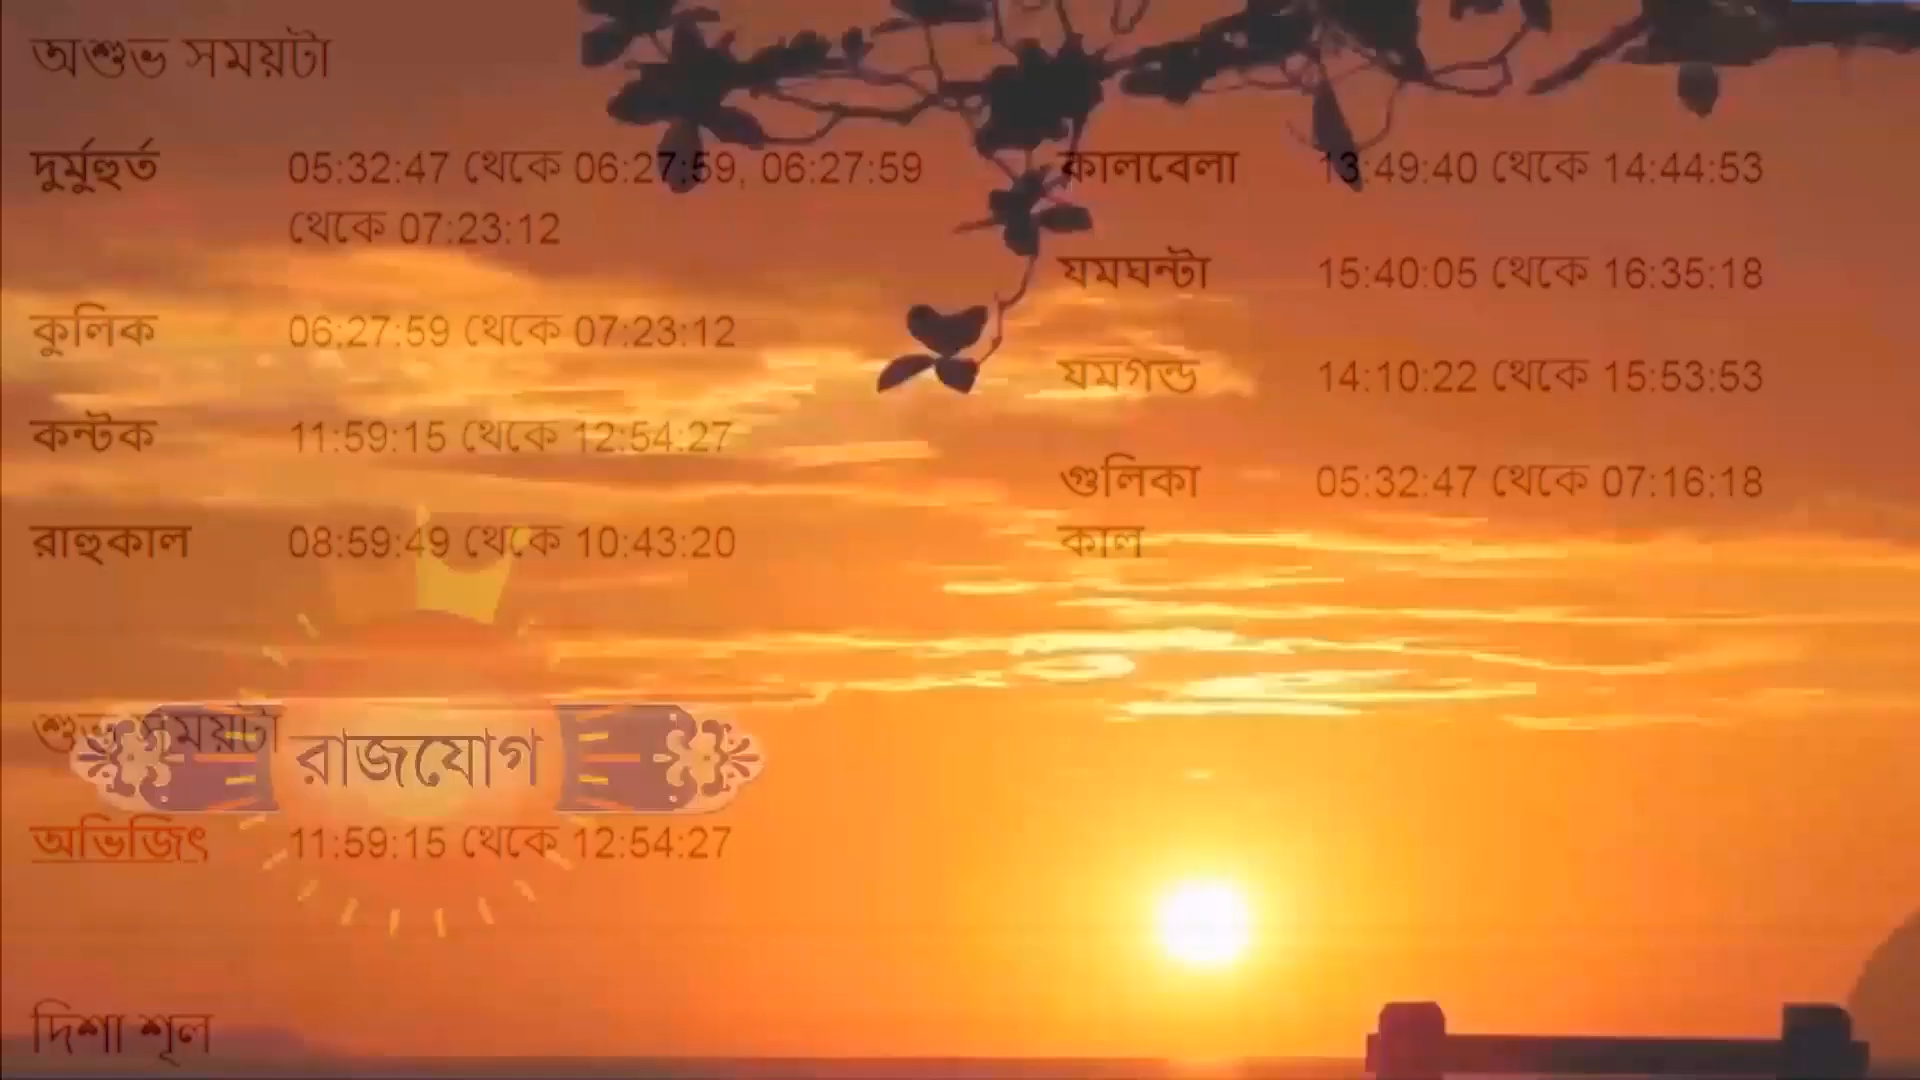 অশুভ সময়টা
দুর্মুহুর্ত 05:32:47 থেকে 06:27:59, 06:27:59
থেকে 07:23:12
কুলিক 06:27:59 থেকে 07:23:12
কন্টক 11:59:15 থেকে 12:54:27
রাহুকাল 08:59:49 থেকে 10:43:20
কালবেলা 13:49:40 থেকে 14:44:53
যমঘন্টা 15:40:05 থেকে 16:35:18
যমগন্ড 14:10:22 থেকে 15:53:53
গুলিকা 05:32:47 থেকে 07:16:18
কাল
শুভ সময়টা
রাজযোগ
অভিজিৎ 11:59:15 থেকে 12:54:27
দিশা শূল